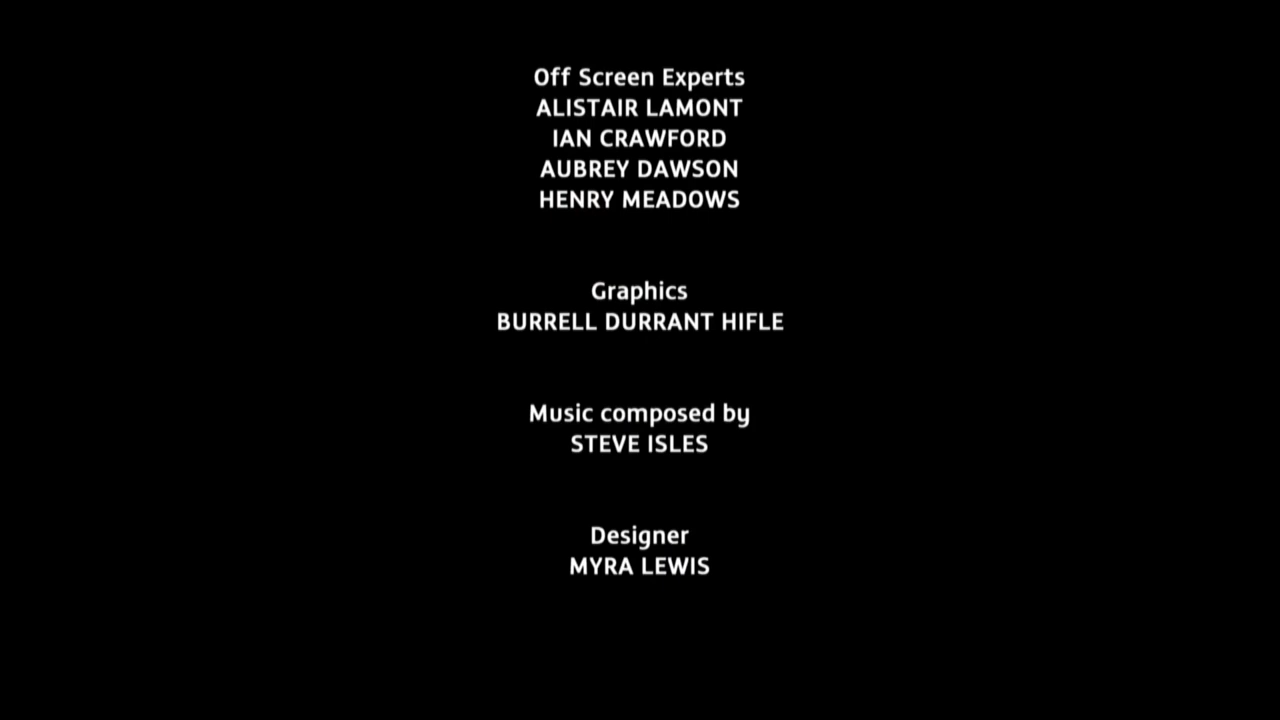 Off Screen Experts
ALISTAIR LAMONT
IAN CRAWFORD
AUBREY DAWSON
HENRY MEADOWS
Graphics
BURRELL DURRANT HIFLE
Music composed by
STEVE ISLES
Designer
MYRA LEWIS